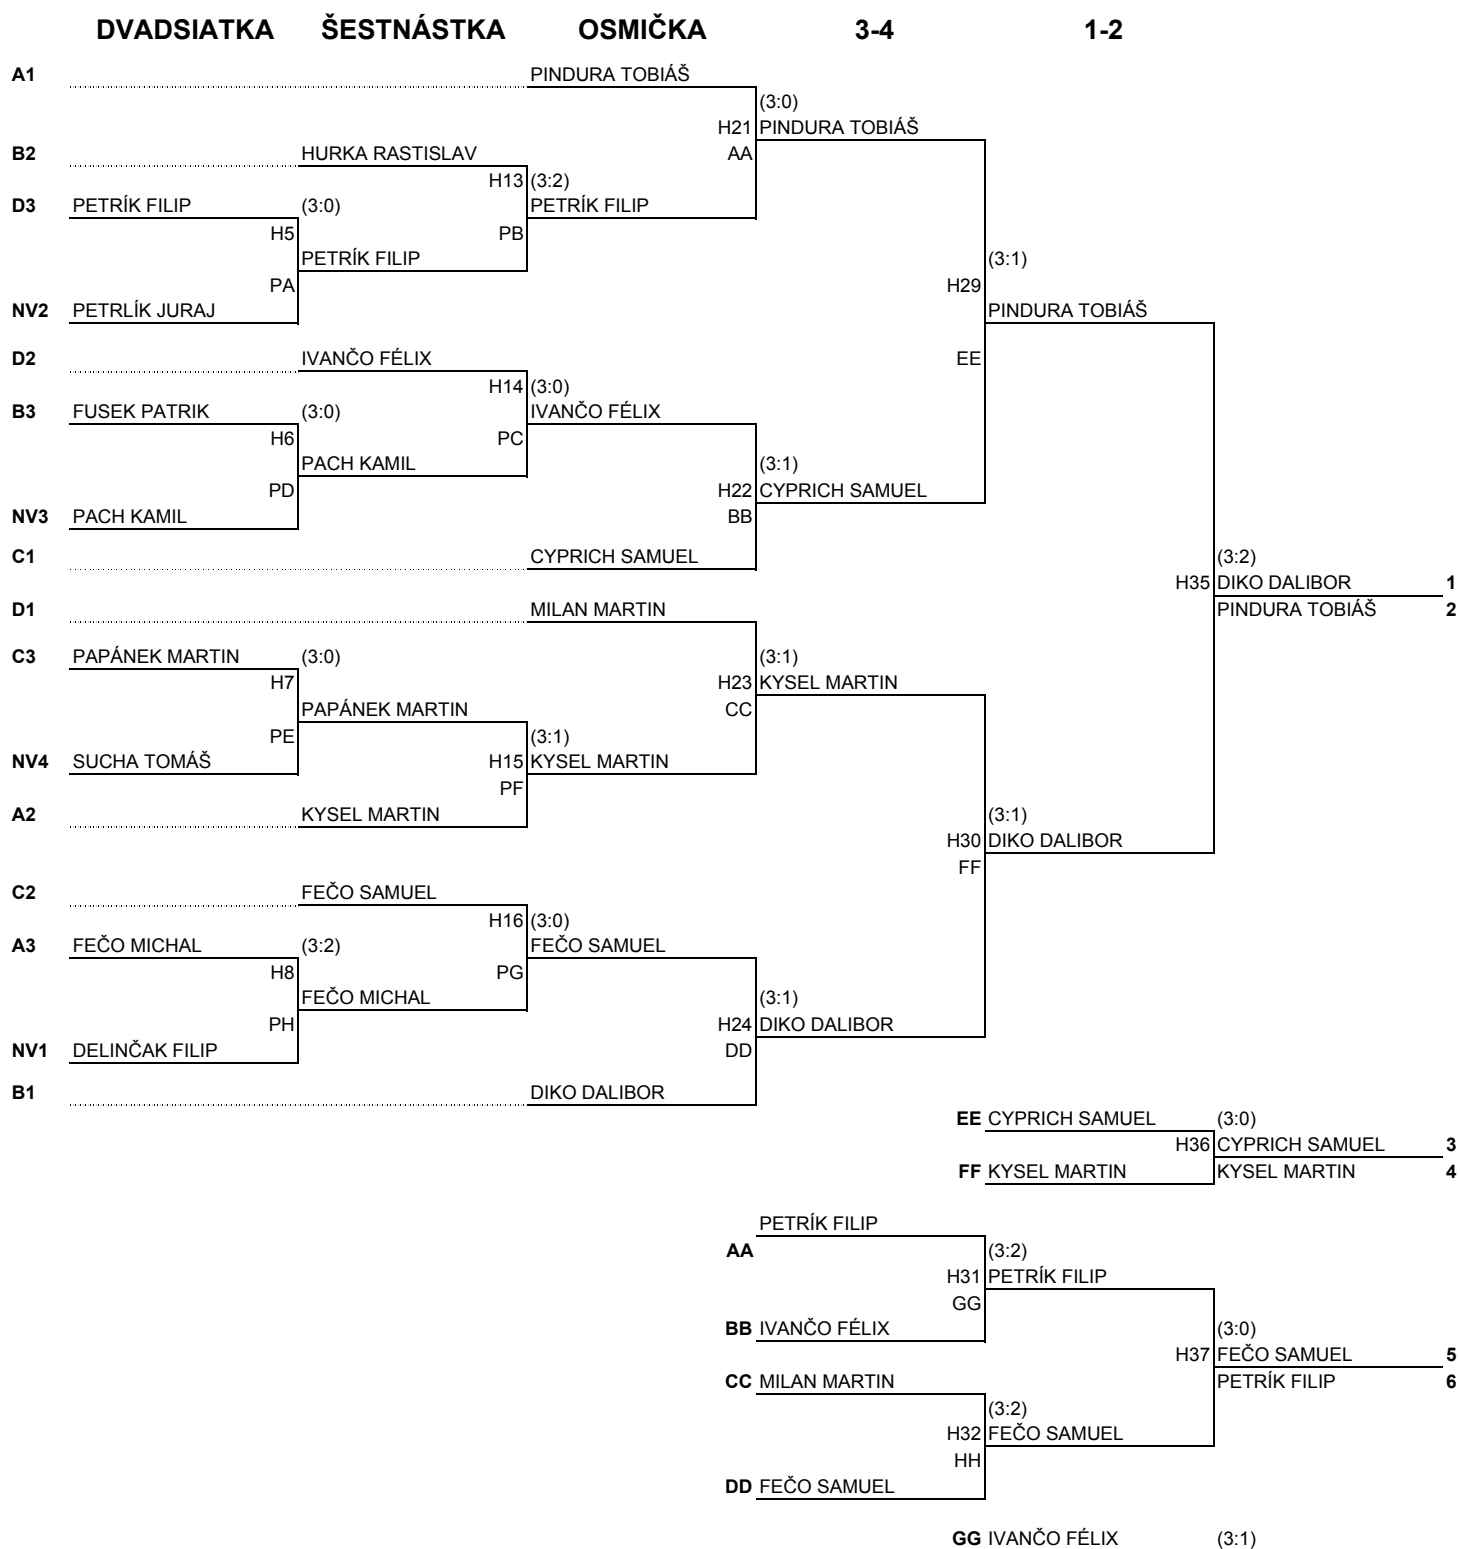 DVADSIATKA ŠESTNÁSTKA OSMIČKA 3-4 1-2
A1 PINDURA TOBIÁŠ
(3:0)
H21 PINDURA TOBIÁŠ
B2 HURKA RASTISLAV AA
H13 (3:2)
D3 PETRÍK FILIP (3:0) PETRÍK FILIP
H5 PB
PETRÍK FILIP (3:1)
PA H29
NV2 PETRLÍK JURAJ PINDURA TOBIÁŠ
D2 IVANČO FÉLIX EE
H14 (3:0)
B3 FUSEK PATRIK (3:0) IVANČO FÉLIX
H6 PC
PACH KAMIL (3:1)
PD H22 CYPRICH SAMUEL
NV3 PACH KAMIL BB
C1 CYPRICH SAMUEL (3:2)
H35 DIKO DALIBOR 1
D1 MILAN MARTIN PINDURA TOBIÁŠ 2
C3 PAPÁNEK MARTIN (3:0) (3:1)
H7 H23 KYSEL MARTIN
PAPÁNEK MARTIN CC
PE (3:1)
NV4 SUCHA TOMÁŠ H15 KYSEL MARTIN
PF
A2 KYSEL MARTIN (3:1)
H30 DIKO DALIBOR
FF
C2 FEČO SAMUEL
H16 (3:0)
A3 FEČO MICHAL (3:2) FEČO SAMUEL
H8 PG
FEČO MICHAL (3:1)
PH H24 DIKO DALIBOR
NV1 DELINČAK FILIP DD
B1 DIKO DALIBOR
EE CYPRICH SAMUEL (3:0)
H36 CYPRICH SAMUEL 3
FF KYSEL MARTIN KYSEL MARTIN 4
PETRÍK FILIP
AA (3:2)
H31 PETRÍK FILIP
GG
BB IVANČO FÉLIX (3:0)
H37 FEČO SAMUEL 5
CC MILAN MARTIN PETRÍK FILIP 6
(3:2)
H32 FEČO SAMUEL
HH
DD FEČO SAMUEL
GG IVANČO FÉLIX (3:1)